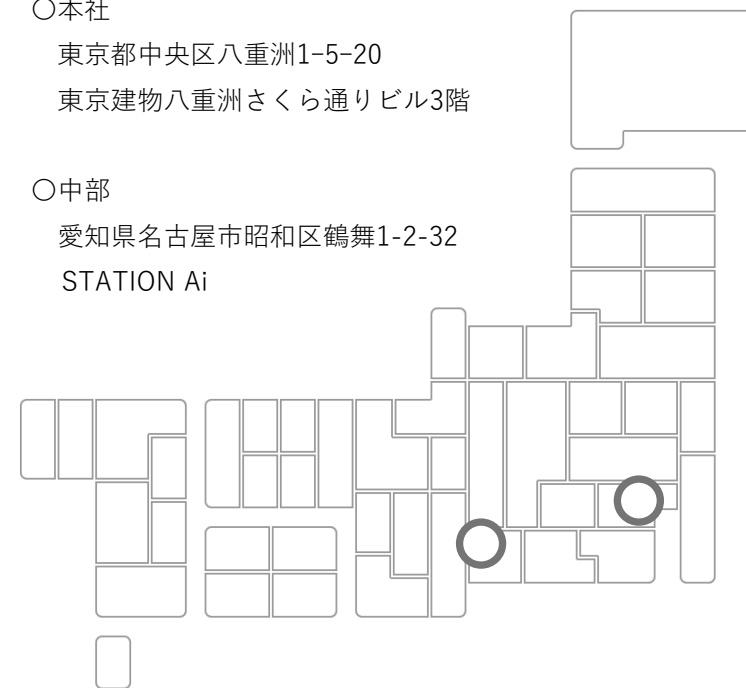 ○本社
東京都中央区八重洲1−5−20
東京建物八重洲さくら通りビル3階
○中部
愛知県名古屋市昭和区鶴舞1-2-32
STATION Ai